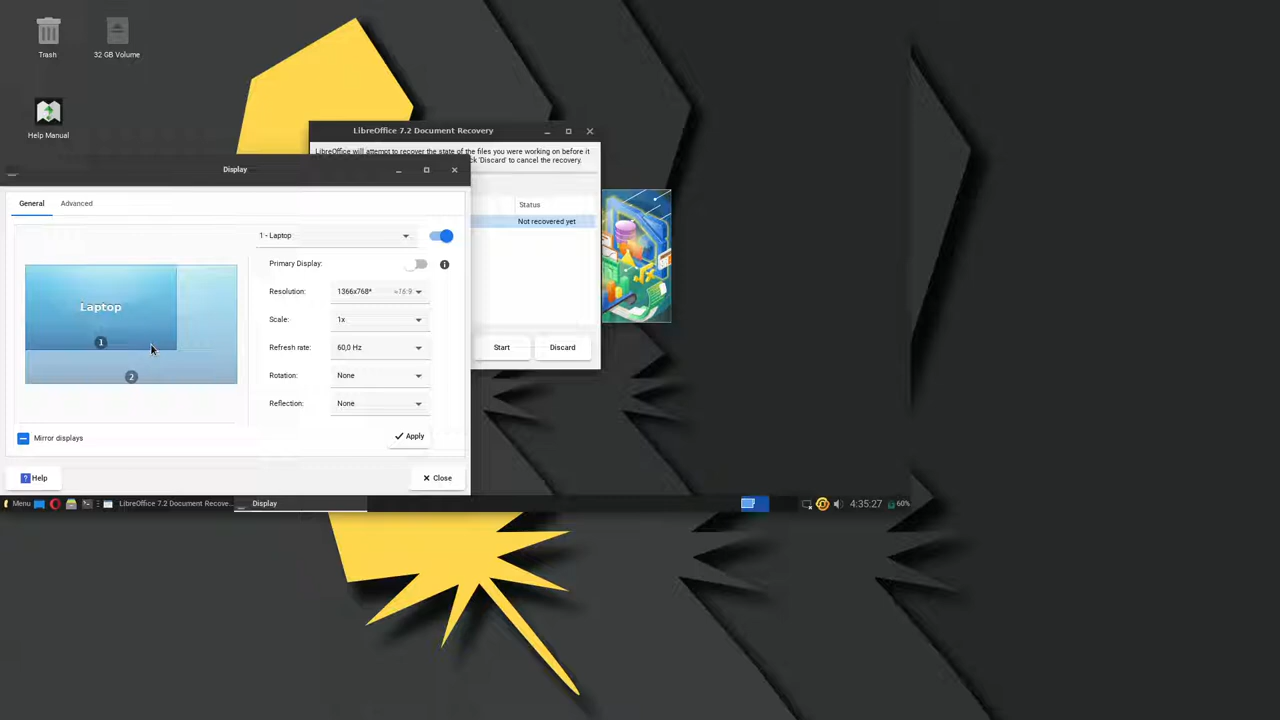 Trash
32 GB Volume
Help Manual
LibreOffice 7.2 Document Recovery
LibreOffice will attempt to recover the state of the files you were working on before it
ck 'Discard' to cancel the recovery.
Status
Not recovered yet
Start
Discard
Display
General
Advanced
Laptop
1
2
1 - Laptop
Primary Display:
Resolution:
1366x768*
≈16:9
Scale:
1x
Refresh rate:
60,0 Hz
Rotation:
None
Reflection:
None
Mirror displays
Apply
Help
Close
Menu
LibreOffice 7.2 Document Recove...
Display
4:35:27
60%